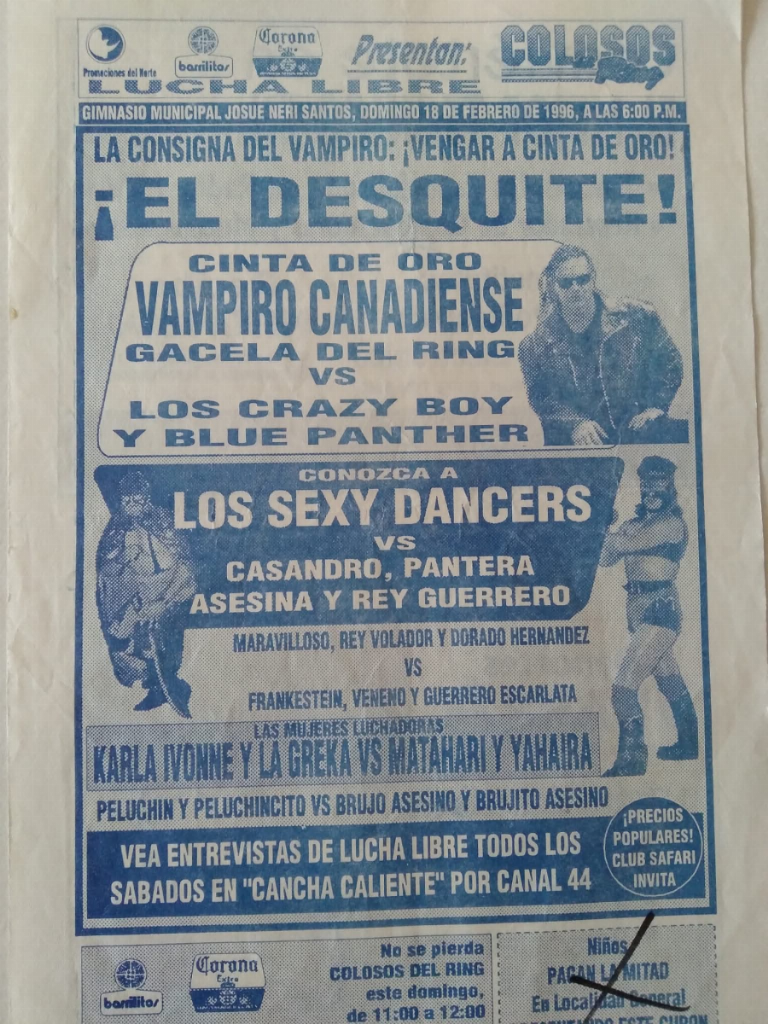 Promociones del Norte
barrilitos
Corona
Extra
Presentan:
COLOSOS
del Ring
LUCHA LIBRE
GIMNASIO MUNICIPAL JOSUE NERI SANTOS, DOMINGO 18 DE FEBRERO DE 1996, A LAS 6:00 P.M.
LA CONSIGNA DEL VAMPIRO: ¡VENGAR A CINTA DE ORO!
¡EL DESQUITE!
CINTA DE ORO
VAMPIRO CANADIENSE
GACELA DEL RING
VS
LOS CRAZY BOY
Y BLUE PANTHER
CONOZCA A
LOS SEXY DANCERS
VS
CASANDRO, PANTERA
ASESINA Y REY GUERRERO
MARAVILLOSO, REY VOLADOR Y DORADO HERNANDEZ
VS
FRANKESTEIN, VENENO Y GUERRERO ESCARLATA
LAS MUJERES LUCHADORAS
KARLA IVONNE Y LA GREKA VS MATAHARI Y YAHAIRA
PELUCHIN Y PELUCHINCITO VS BRUJO ASESINO Y BRUJITO ASESINO
VEA ENTREVISTAS DE LUCHA LIBRE TODOS LOS
SABADOS EN "CANCHA CALIENTE" POR CANAL 44
¡PRECIOS
POPULARES!
CLUB SAFARI
INVITA
barrilitos
Corona
Extra
No se pierda
COLOSOS DEL RING
este domingo,
de 11:00 a 12:00
Niños
PAGAN LA MITAD
En Localidad General
PRESENTANDO ESTE CUPON